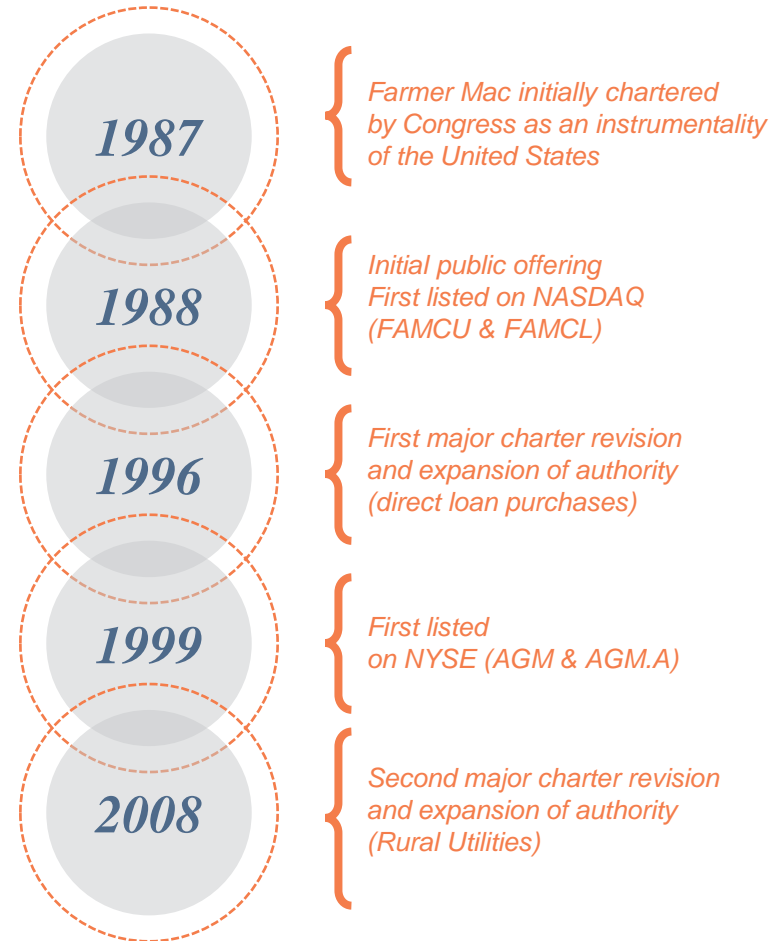 1987
Farmer Mac initially chartered
by Congress as an instrumentality
of the United States
1988
Initial public offering
First listed on NASDAQ
(FAMCU & FAMCL)
1996
First major charter revision
and expansion of authority
(direct loan purchases)
1999
First listed
on NYSE (AGM & AGM.A)
2008
Second major charter revision
and expansion of authority
(Rural Utilities)